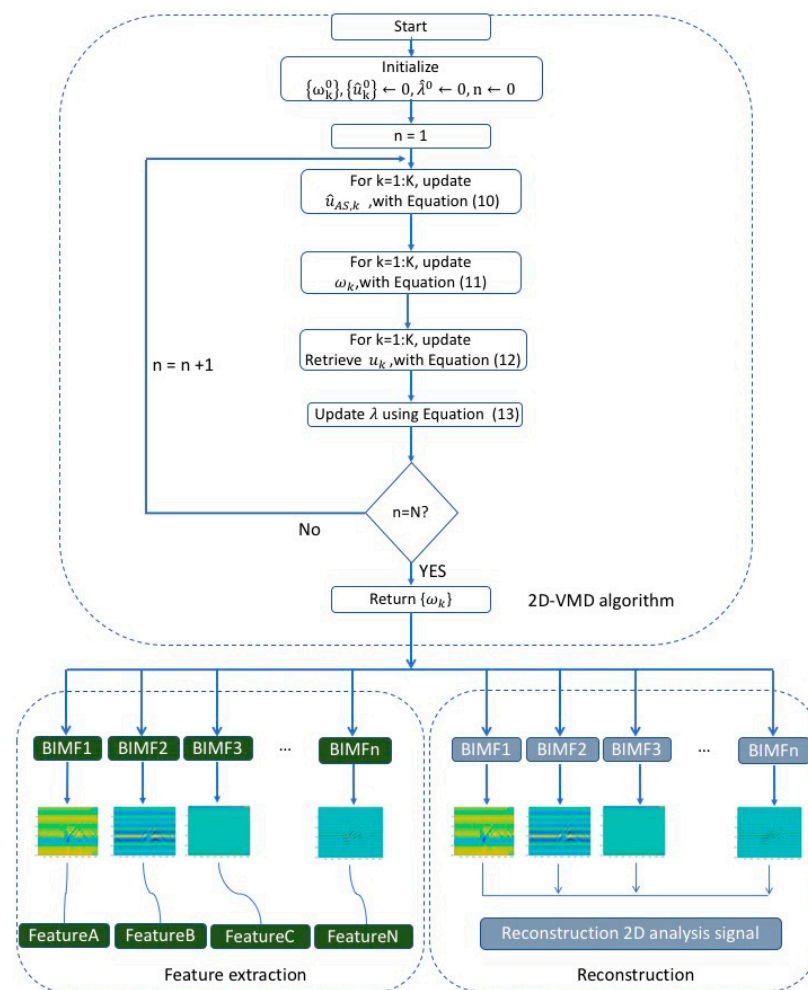 Start
Initialize
{ω_k^0}, {û_k^0} ← 0, λ̂^0 ← 0, n ← 0
n = 1
For k=1:K, update
û_{AS,k} ,with Equation (10)
For k=1:K, update
ω_k,with Equation (11)
For k=1:K, update
Retrieve u_k,with Equation (12)
n = n +1
Update λ using Equation (13)
n=N?
No
YES
Return {ω_k}
2D-VMD algorithm
BIMF1 BIMF2 BIMF3 ... BIMFn
BIMF1 BIMF2 BIMF3 ... BIMFn
FeatureA FeatureB FeatureC FeatureN
Feature extraction
Reconstruction 2D analysis signal
Reconstruction